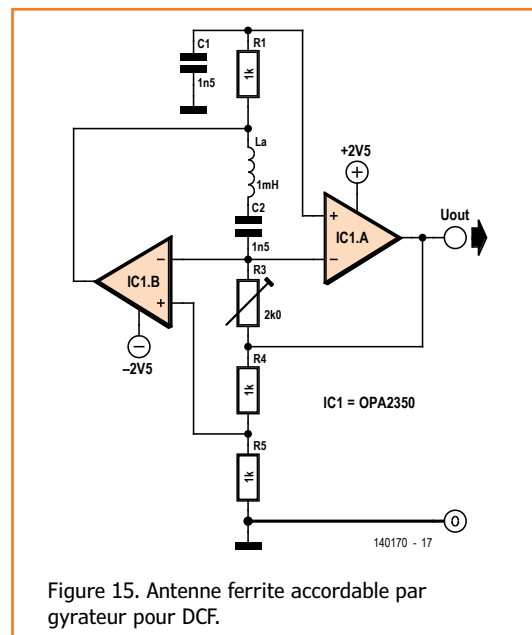 C1
R1
1n5
1k
La
1mH
C2
1n5
+2V5
+
Uout
+
IC1.A
−
−
IC1.B
+
R3
2k0
−
−2V5
R4
1k
IC1 = OPA2350
R5
1k
0
140170 - 17
Figure 15. Antenne ferrite accordable par
gyrateur pour DCF.